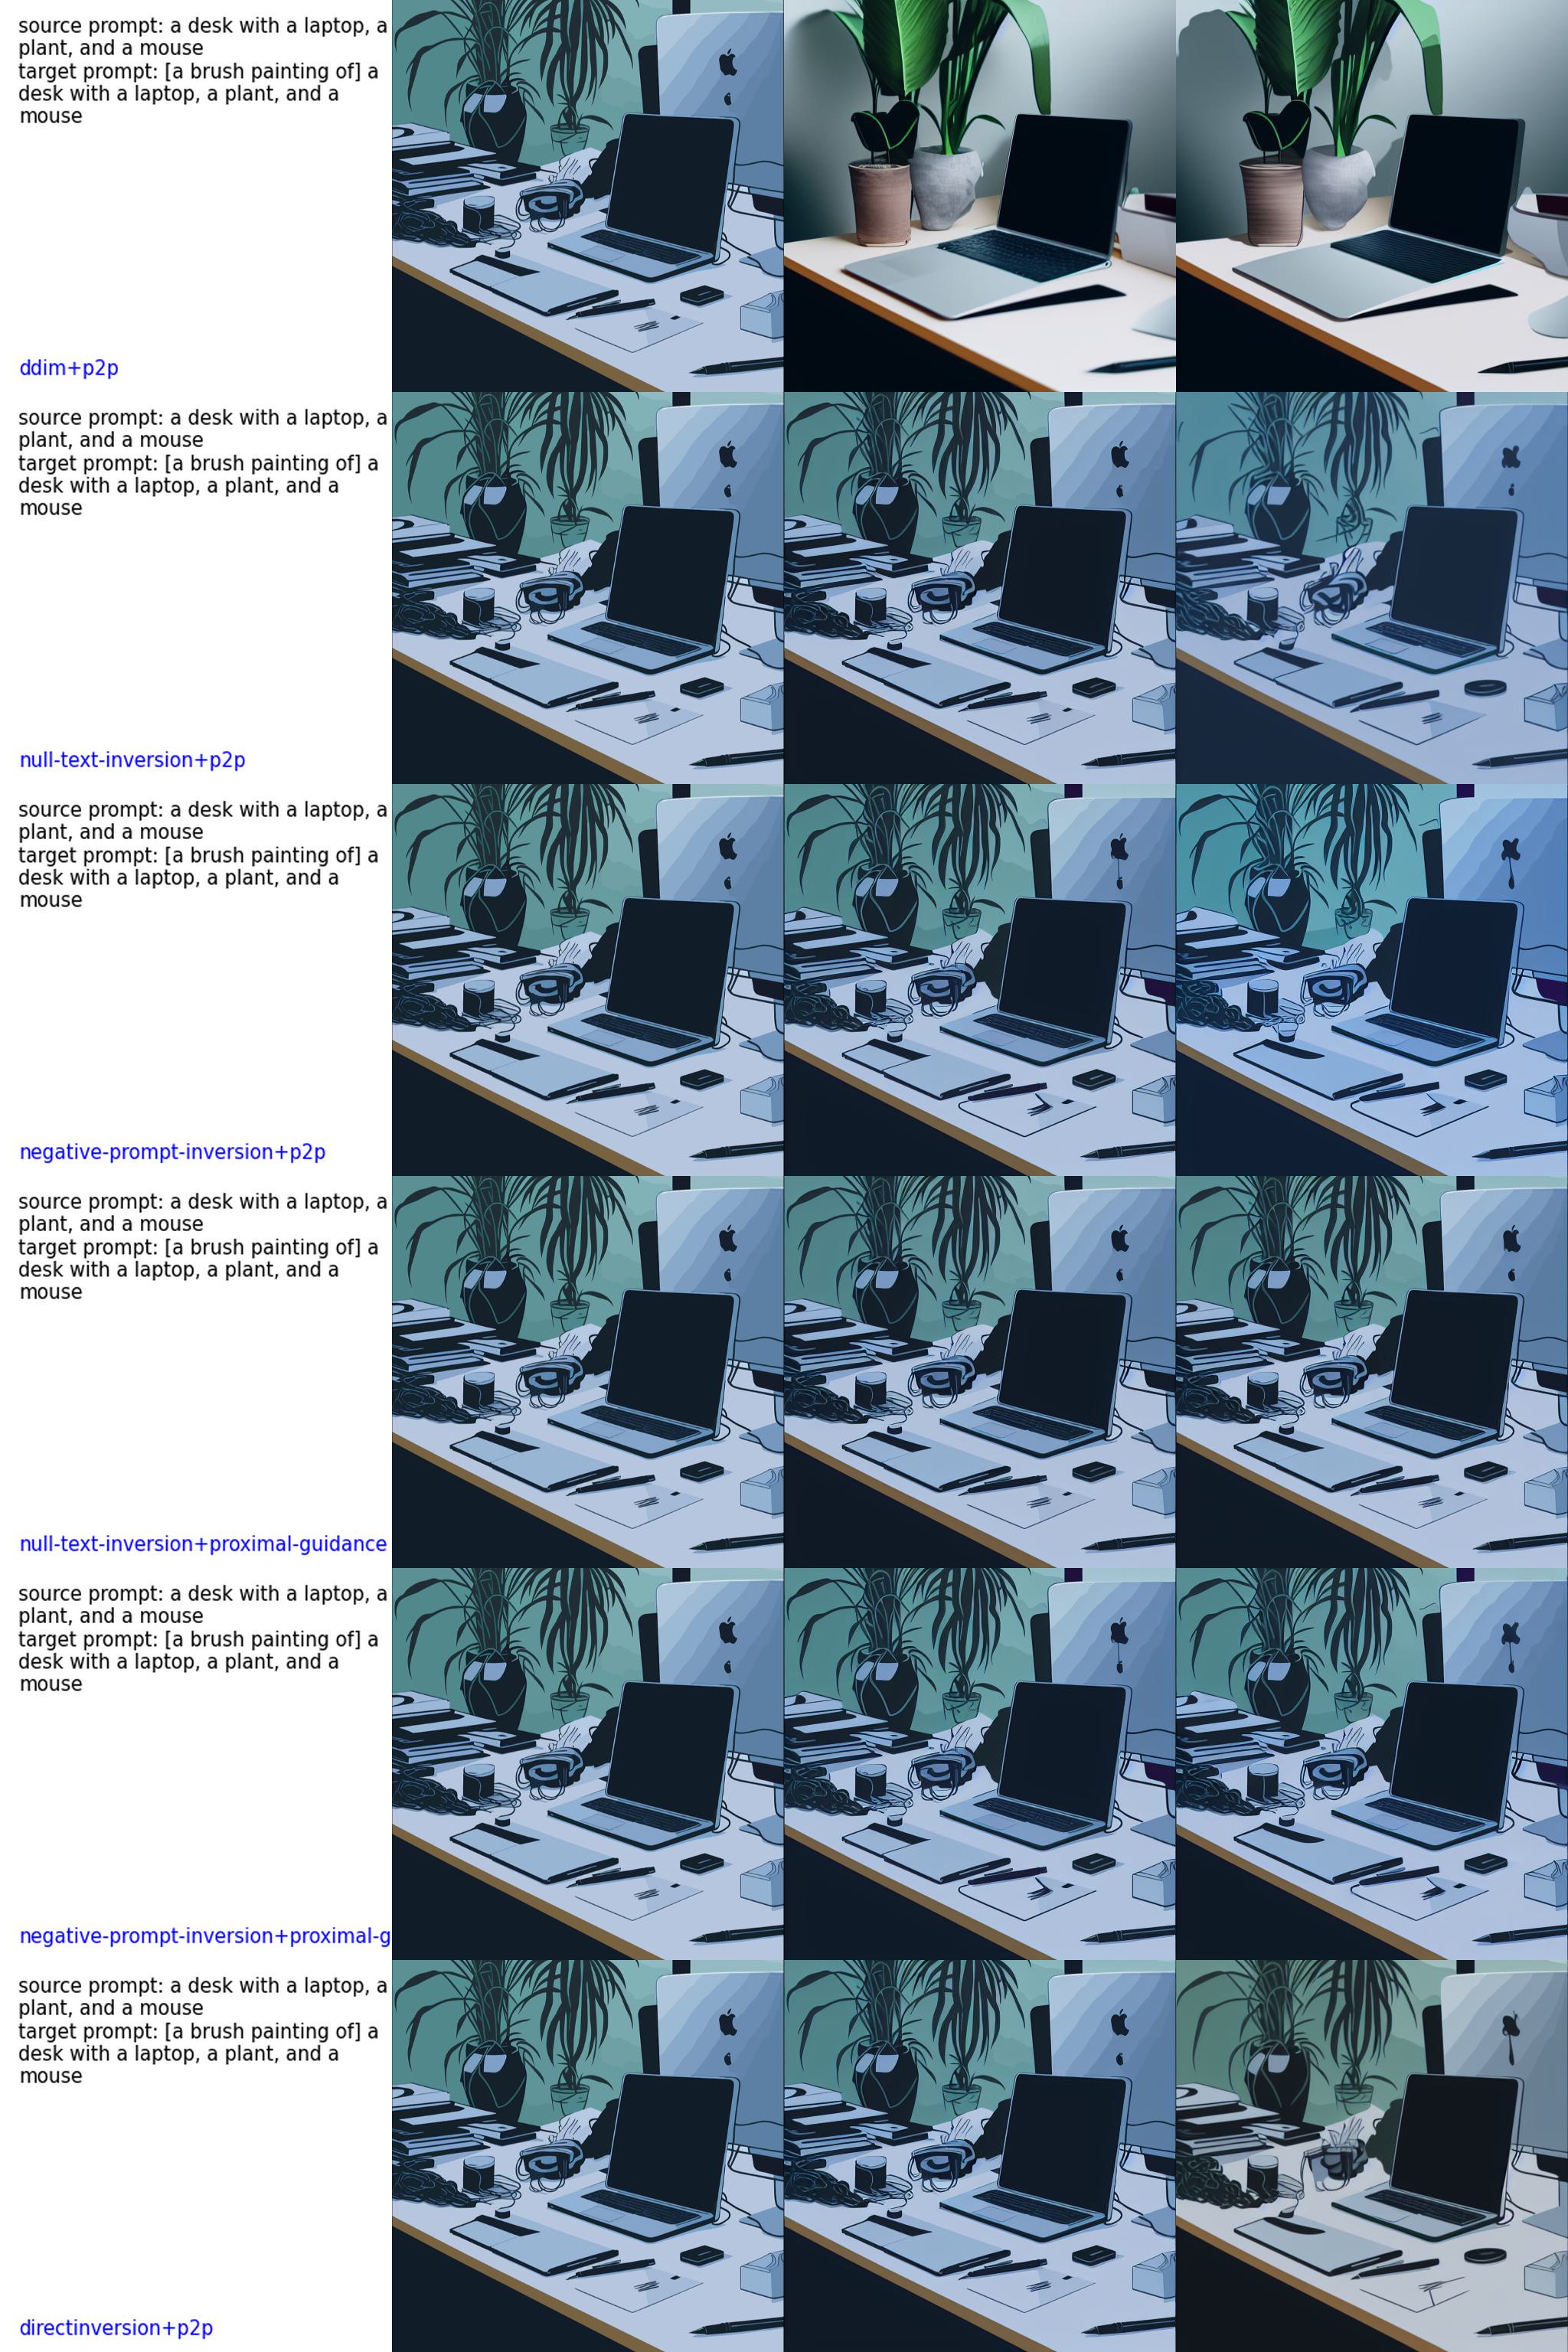 source prompt: a desk with a laptop, a
plant, and a mouse
target prompt: [a brush painting of] a
desk with a laptop, a plant, and a
mouse
ddim+p2p
source prompt: a desk with a laptop, a
plant, and a mouse
target prompt: [a brush painting of] a
desk with a laptop, a plant, and a
mouse
null-text-inversion+p2p
source prompt: a desk with a laptop, a
plant, and a mouse
target prompt: [a brush painting of] a
desk with a laptop, a plant, and a
mouse
negative-prompt-inversion+p2p
source prompt: a desk with a laptop, a
plant, and a mouse
target prompt: [a brush painting of] a
desk with a laptop, a plant, and a
mouse
null-text-inversion+proximal-guidance
source prompt: a desk with a laptop, a
plant, and a mouse
target prompt: [a brush painting of] a
desk with a laptop, a plant, and a
mouse
negative-prompt-inversion+proximal-g
source prompt: a desk with a laptop, a
plant, and a mouse
target prompt: [a brush painting of] a
desk with a laptop, a plant, and a
mouse
directinversion+p2p